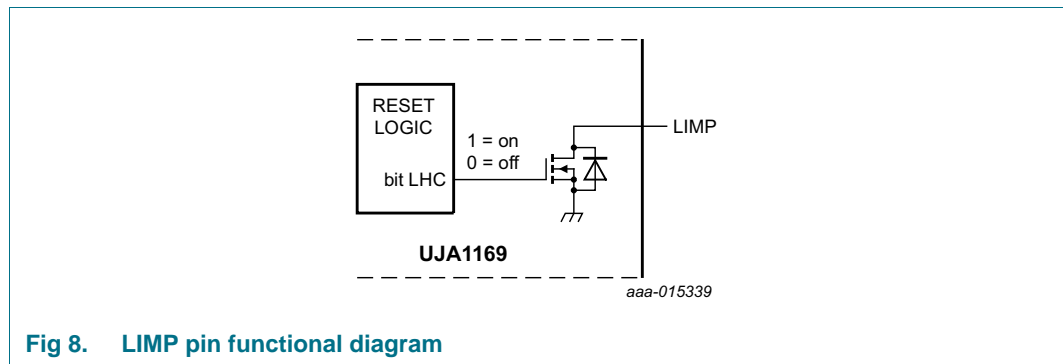 RESET
LOGIC
1 = on
0 = off
bit LHC
LIMP
UJA1169
aaa-015339
Fig 8. LIMP pin functional diagram